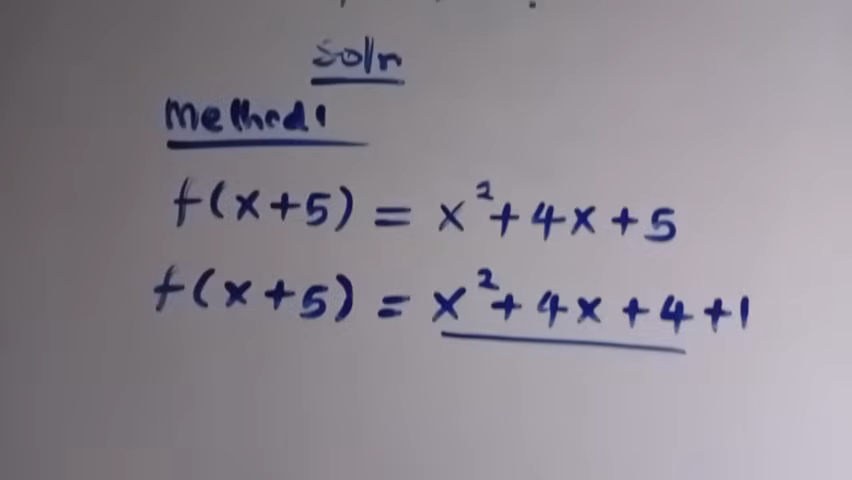 Soln
Method 1
f(x+5) = x²+4x+5
f(x+5) = x²+4x+4+1